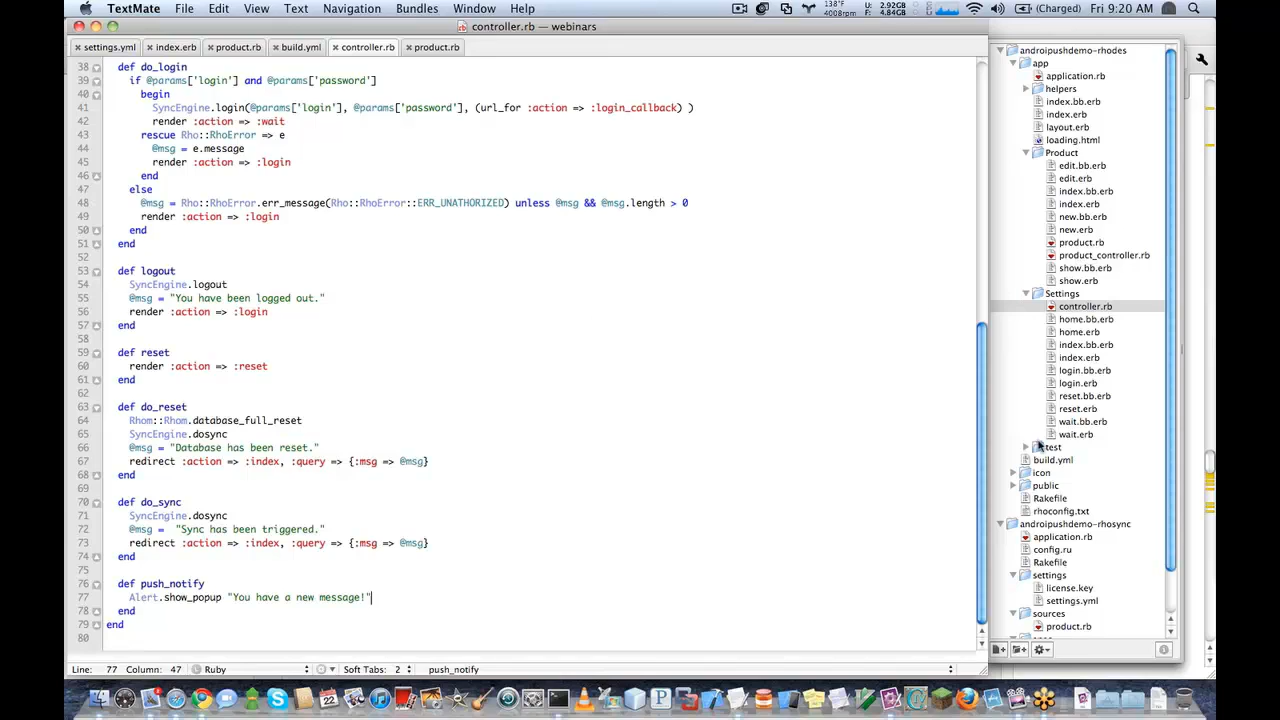 TextMate File Edit View Text Navigation Bundles Window Help
138°F 4008rpm U: 2.92GB F: 4.84GB (Charged) Fri 9:20 AM
controller.rb — webinars
settings.yml index.erb product.rb build.yml controller.rb product.rb
38 def do_login
39 if @params['login'] and @params['password']
40 begin
41 SyncEngine.login(@params['login'], @params['password'], (url_for :action => :login_callback) )
42 render :action => :wait
43 rescue Rho::RhoError => e
44 @msg = e.message
45 render :action => :login
46 end
47 else
48 @msg = Rho::RhoError.err_message(Rho::RhoError::ERR_UNATHORIZED) unless @msg && @msg.length > 0
49 render :action => :login
50 end
51 end
52
53 def logout
54 SyncEngine.logout
55 @msg = "You have been logged out."
56 render :action => :login
57 end
58
59 def reset
60 render :action => :reset
61 end
62
63 def do_reset
64 Rhom::Rhom.database_full_reset
65 SyncEngine.dosync
66 @msg = "Database has been reset."
67 redirect :action => :index, :query => {:msg => @msg}
68 end
69
70 def do_sync
71 SyncEngine.dosync
72 @msg = "Sync has been triggered."
73 redirect :action => :index, :query => {:msg => @msg}
74 end
75
76 def push_notify
77 Alert.show_popup "You have a new message!"
78 end
79 end
80
Line: 77 Column: 47 Ruby Soft Tabs: 2 push_notify
androipushdemo-rhodes
app
application.rb
helpers
index.bb.erb
index.erb
layout.erb
loading.html
Product
edit.bb.erb
edit.erb
index.bb.erb
index.erb
new.bb.erb
new.erb
product.rb
product_controller.rb
show.bb.erb
show.erb
Settings
controller.rb
home.bb.erb
home.erb
index.bb.erb
index.erb
login.bb.erb
login.erb
reset.bb.erb
reset.erb
wait.bb.erb
wait.erb
test
build.yml
icon
public
Rakefile
rhoconfig.txt
androipushdemo-rhosync
application.rb
config.ru
Rakefile
settings
license.key
settings.yml
sources
product.rb